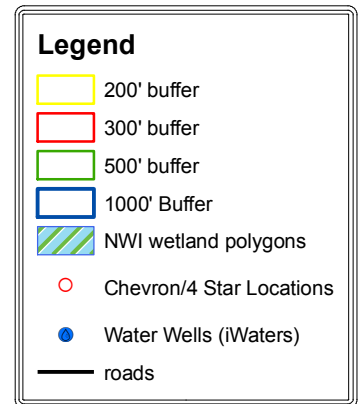 Legend
200' buffer
300' buffer
500' buffer
1000' Buffer
NWI wetland polygons
Chevron/4 Star Locations
Water Wells (iWaters)
roads